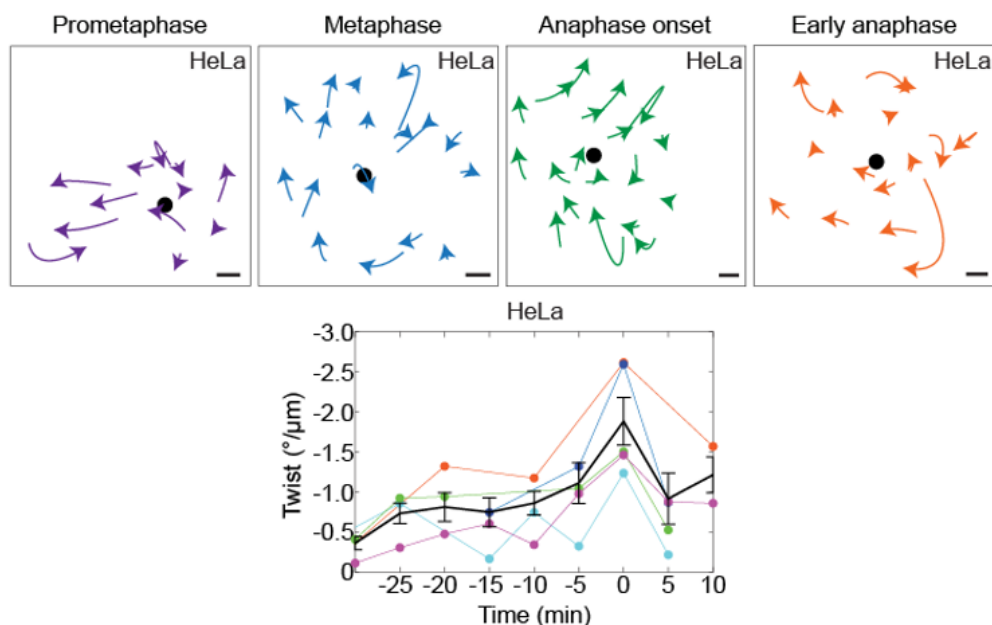 Prometaphase Metaphase Anaphase onset Early anaphase
HeLa HeLa HeLa HeLa
HeLa
-3.0
-2.5
-2.0
-1.5
-1.0
-0.5
0
Twist (°/µm)
-25 -20 -15 -10 -5 0 5 10
Time (min)